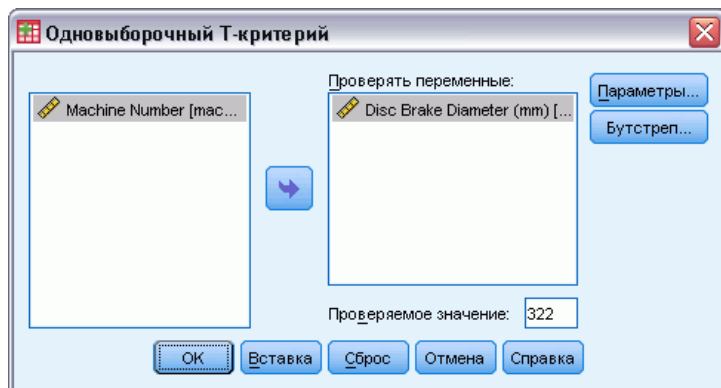 Одновыборочный Т-критерий
Проверять переменные:
Machine Number [mac...
Disc Brake Diameter (mm) [...
Параметры...
Бутстреп...
Проверяемое значение: 322
OK Вставка Сброс Отмена Справка